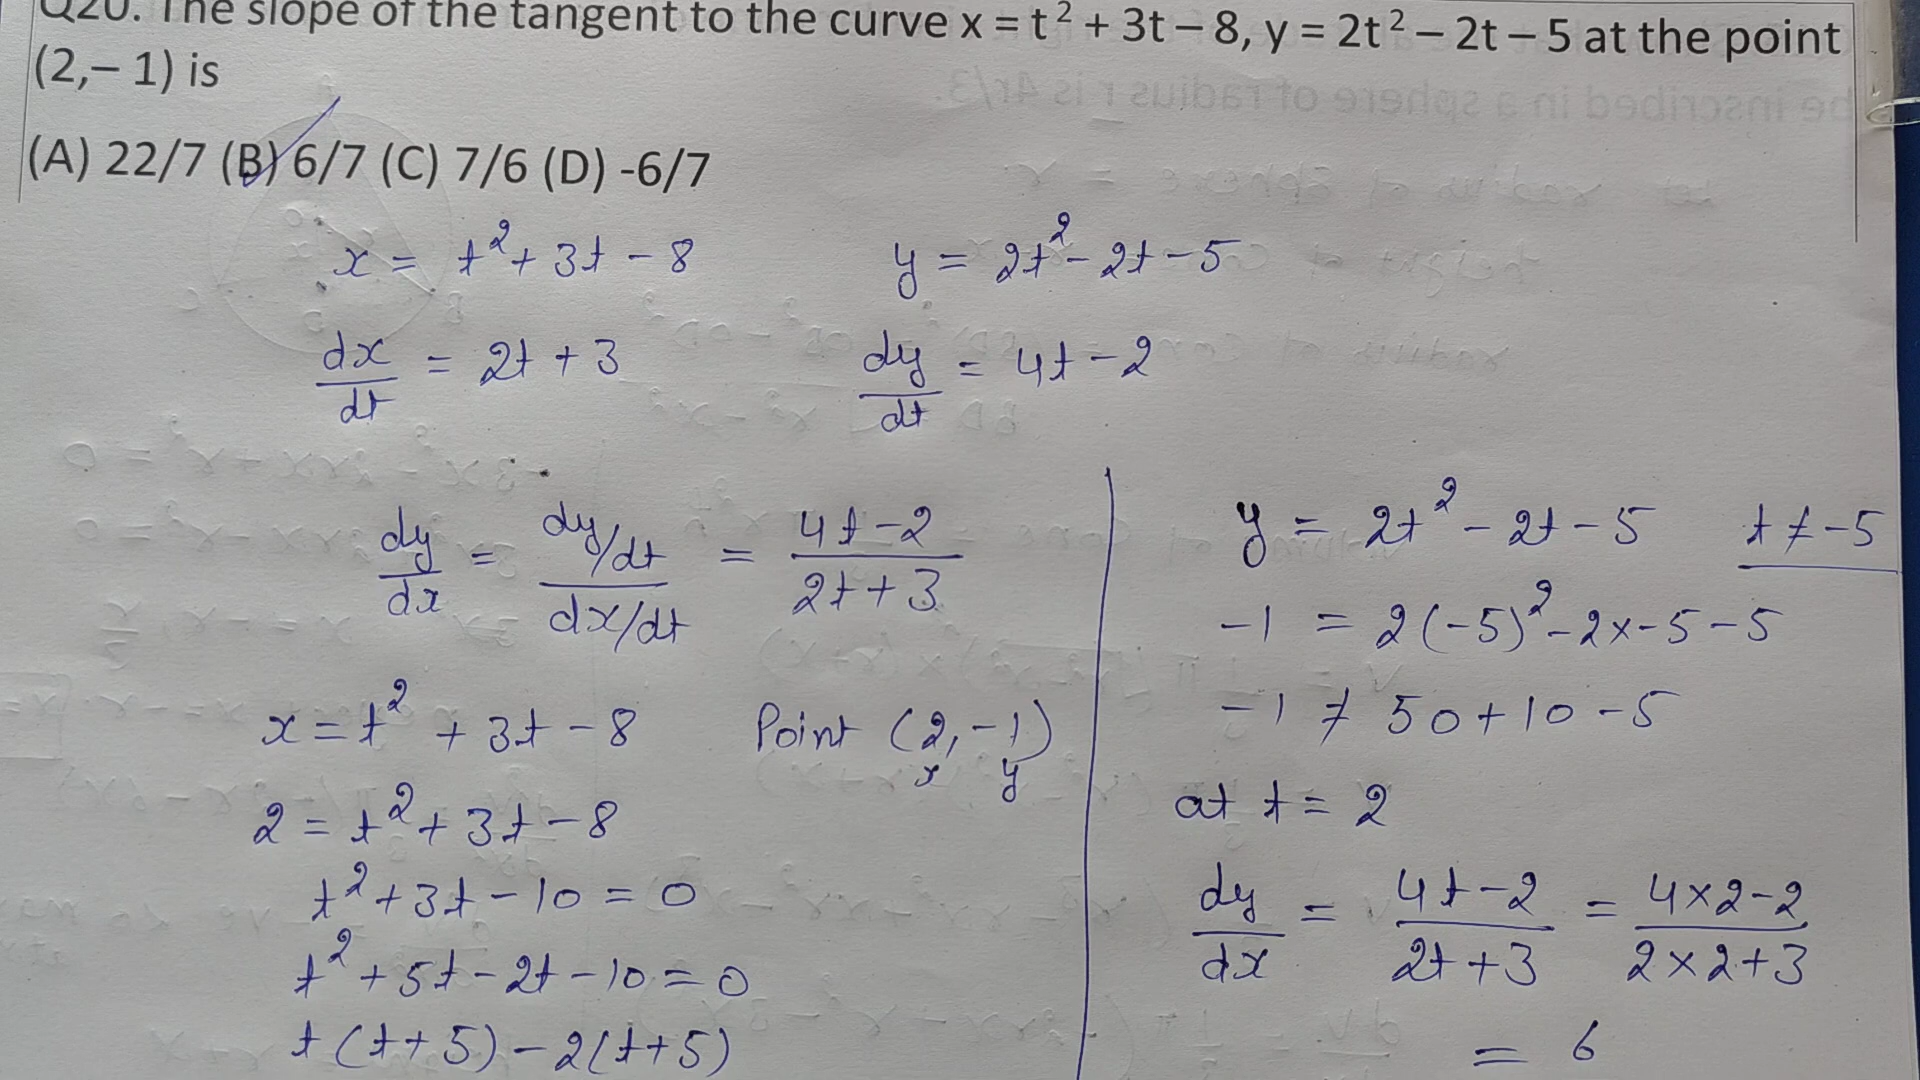 Q20. The slope of the tangent to the curve x = t² + 3t – 8, y = 2t² – 2t – 5 at the point
(2,– 1) is
(A) 22/7 (B) 6/7 (C) 7/6 (D) -6/7
x = t² + 3t – 8
y = 2t² – 2t – 5
dx/dt = 2t + 3
dy/dt = 4t – 2
dy/dx = (dy/dt)/(dx/dt) = (4t – 2)/(2t + 3)
x = t² + 3t – 8 Point (2, –1)
x y
2 = t² + 3t – 8
t² + 3t – 10 = 0
t² + 5t – 2t – 10 = 0
t(t + 5) – 2(t + 5)
y = 2t² – 2t – 5 t ≠ –5
–1 = 2(–5)² – 2x – 5 – 5
–1 ≠ 50 + 10 – 5
at t = 2
dy/dx = (4t – 2)/(2t + 3) = (4 × 2 – 2)/(2 × 2 + 3)
= 6